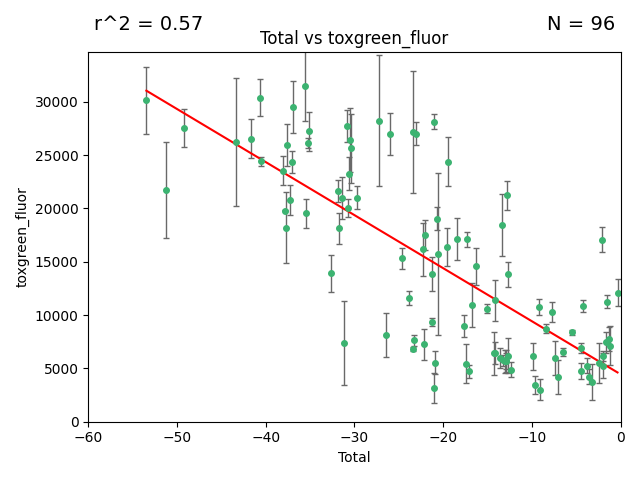 r^2 = 0.57
N = 96
Total vs toxgreen_fluor
30000
25000
20000
15000
10000
5000
0
toxgreen_fluor
−60
−50
−40
−30
−20
−10
0
Total